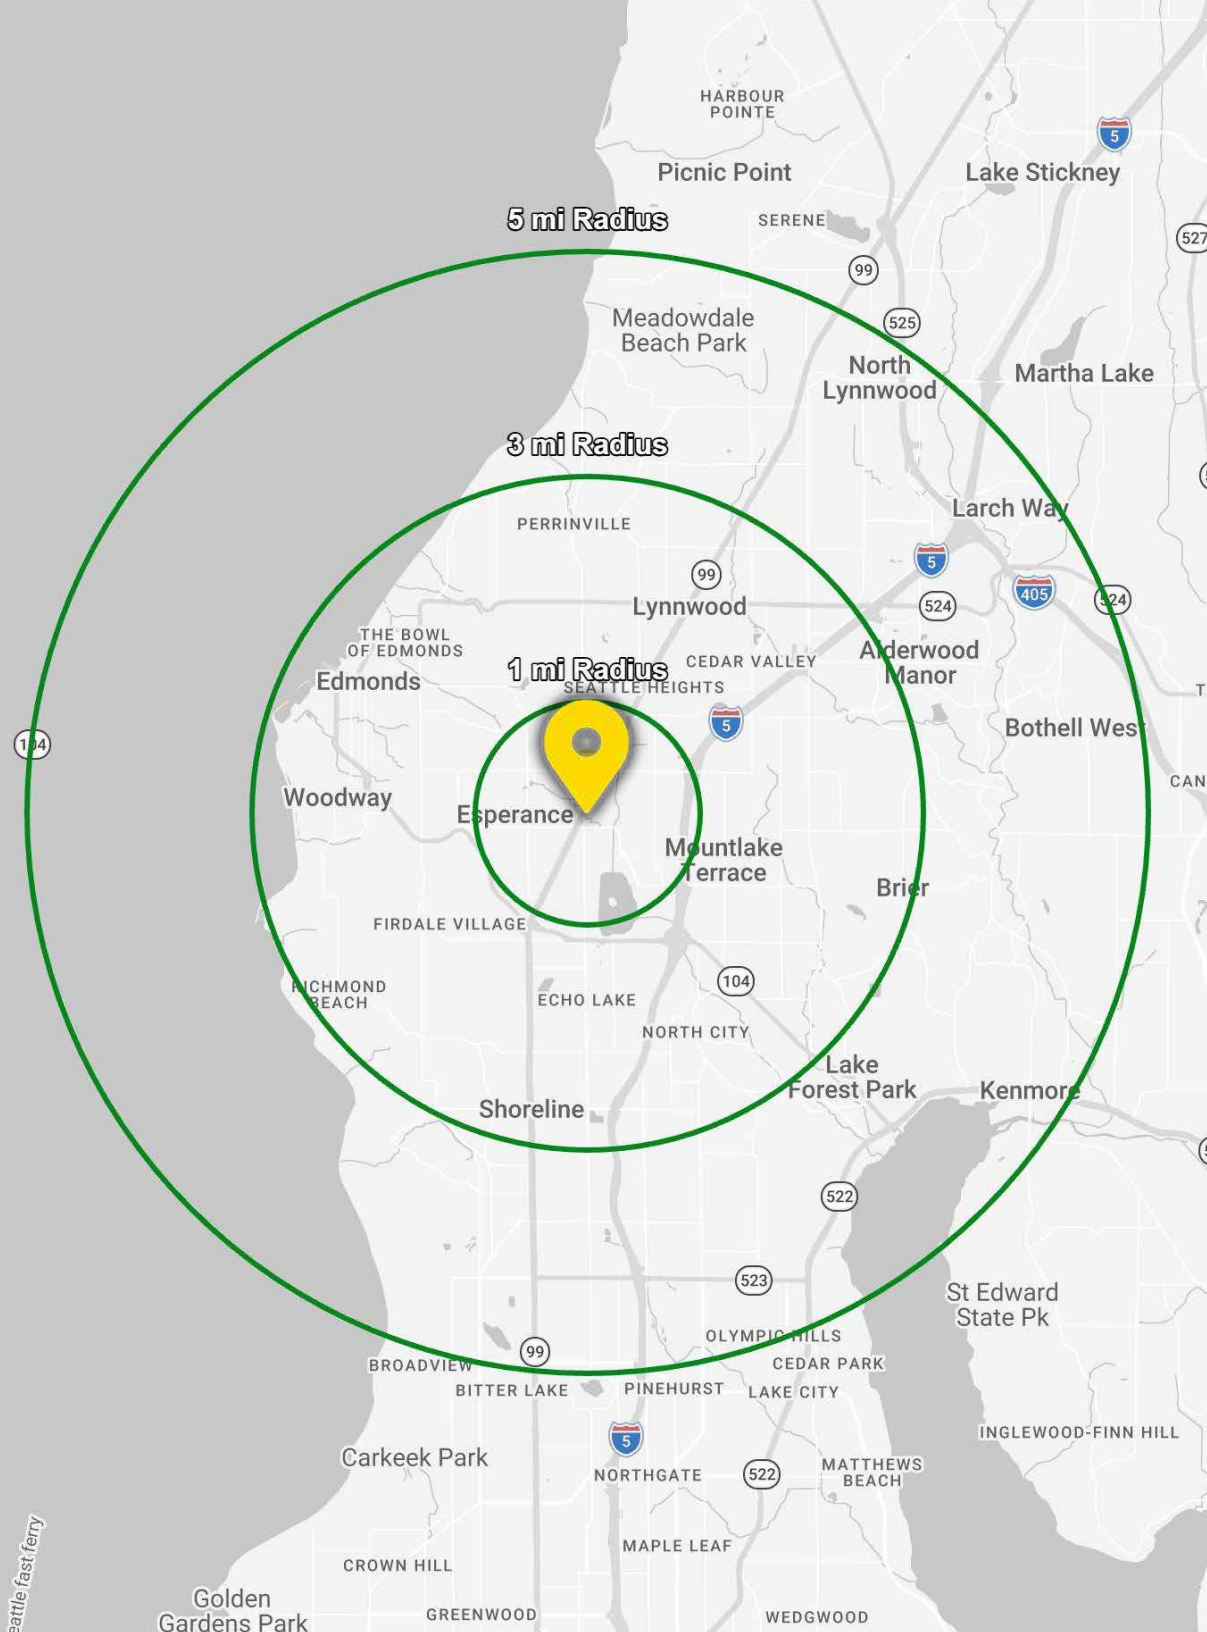 HARBOUR
POINTE
5
Picnic Point
Lake Stickney
5 mi Radius
SERENE
527
99
Meadowdale
Beach Park
525
North
Lynnwood
Martha Lake
3 mi Radius
Larch Way
PERRINVILLE
99
5
405
524
524
Lynnwood
THE BOWL
OF EDMONDS
Alderwood
Manor
1 mi Radius
CEDAR VALLEY
Edmonds
SEATTLE HEIGHTS
5
Bothell West
104
CAN
Woodway
Esperance
Mountlake
Terrace
Brier
FIRDALE VILLAGE
104
RICHMOND
BEACH
ECHO LAKE
NORTH CITY
Lake
Forest Park
Kenmore
Shoreline
522
523
St Edward
State Pk
OLYMPIC HILLS
99
BROADVIEW
CEDAR PARK
BITTER LAKE
PINEHURST
LAKE CITY
5
INGLEWOOD-FINN HILL
Carkeek Park
NORTHGATE
522
MATTHEWS
BEACH
eattle fast ferry
MAPLE LEAF
CROWN HILL
Golden
Gardens Park
GREENWOOD
WEDGWOOD